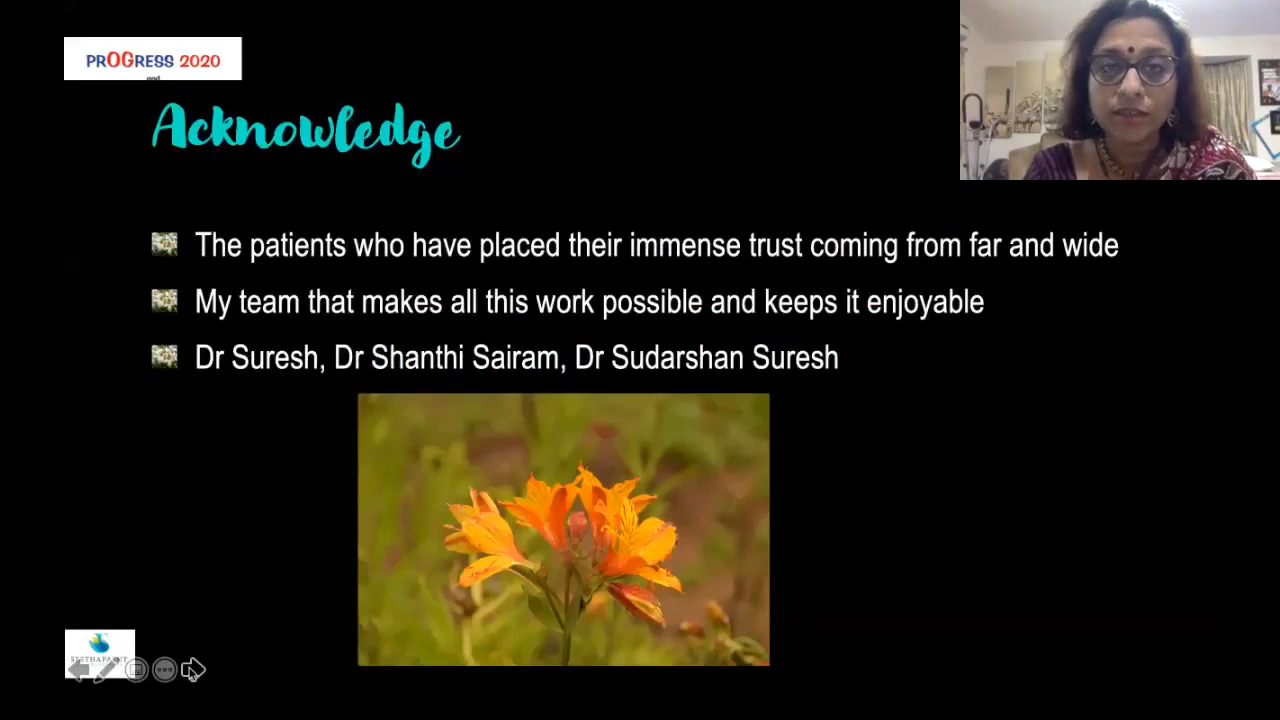 PROGRESS 2020
and
Acknowledge
The patients who have placed their immense trust coming from far and wide
My team that makes all this work possible and keeps it enjoyable
Dr Suresh, Dr Shanthi Sairam, Dr Sudarshan Suresh